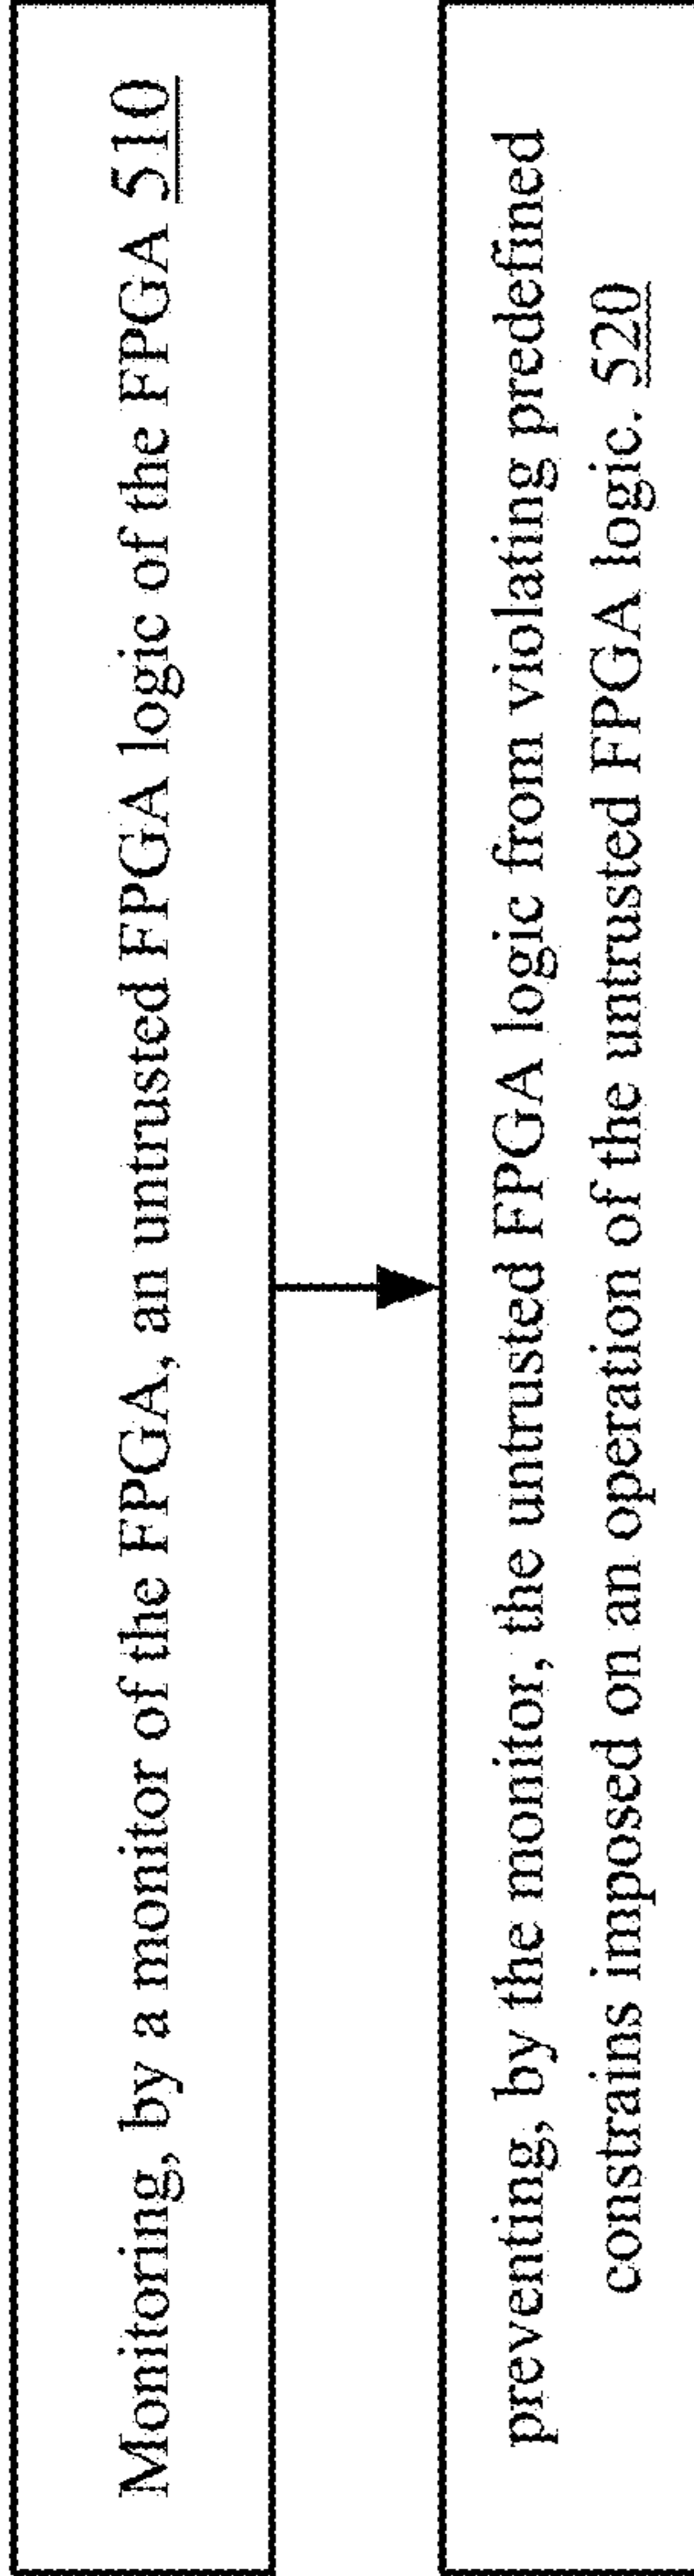 Monitoring, by a monitor of the FPGA, an untrusted FPGA logic of the FPGA 510
preventing, by the monitor, the untrusted FPGA logic from violating predefined
constrains imposed on an operation of the untrusted FPGA logic. 520